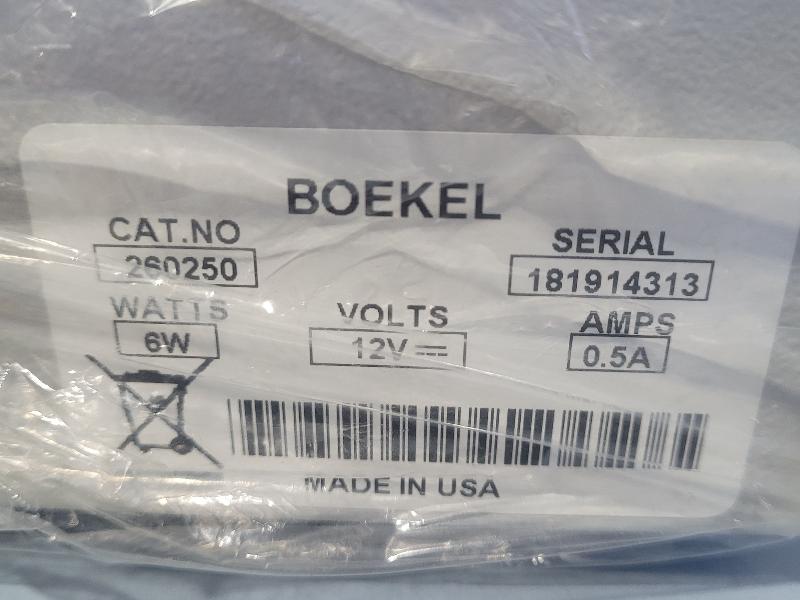 BOEKEL
CAT.NO
260250
SERIAL
181914313
WATTS
6W
VOLTS
12V ⎓
AMPS
0.5A
MADE IN USA